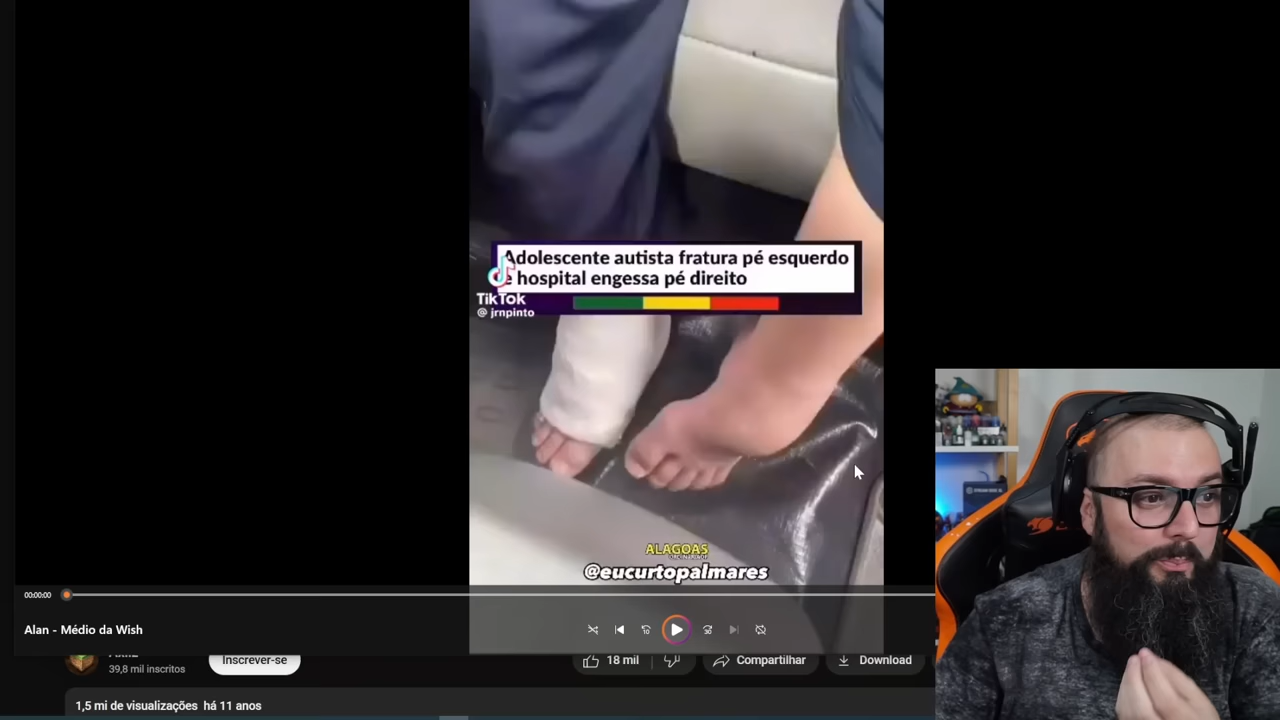 Adolescente autista fratura pé esquerdo
e hospital engessa pé direito
TikTok
@ jrnpinto
ALAGOAS
@eucurtopalmares
00:00:00
Alan - Médio da Wish
39,8 mil inscritos
Inscrever-se
18 mil
Compartilhar
Download
1,5 mi de visualizações há 11 anos